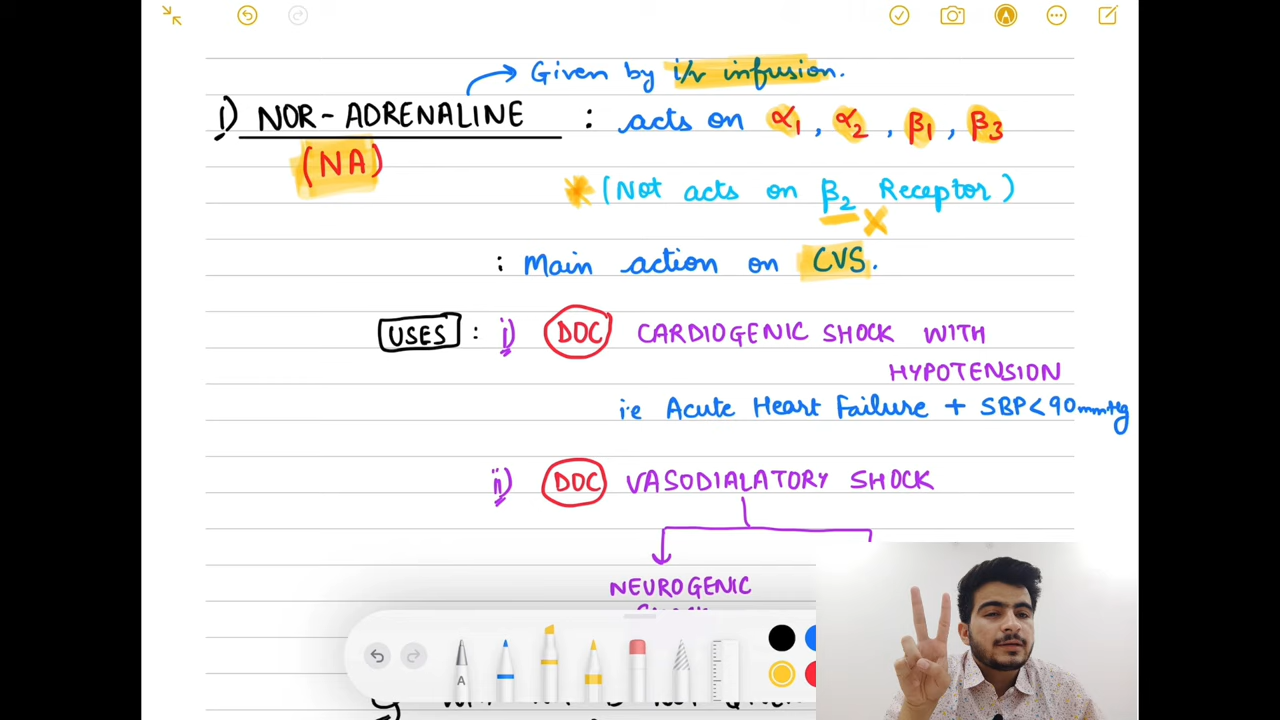 Given by i/v infusion.
i) NOR-ADRENALINE : acts on α1, α2, β1, β3
(NA)
* (Not acts on β2 Receptor) x
: Main action on CVS.
USES : i) DOC CARDIOGENIC SHOCK WITH
HYPOTENSION
i.e Acute Heart Failure + SBP<90mmHg
ii) DOC VASODIALATORY SHOCK
NEUROGENIC
A